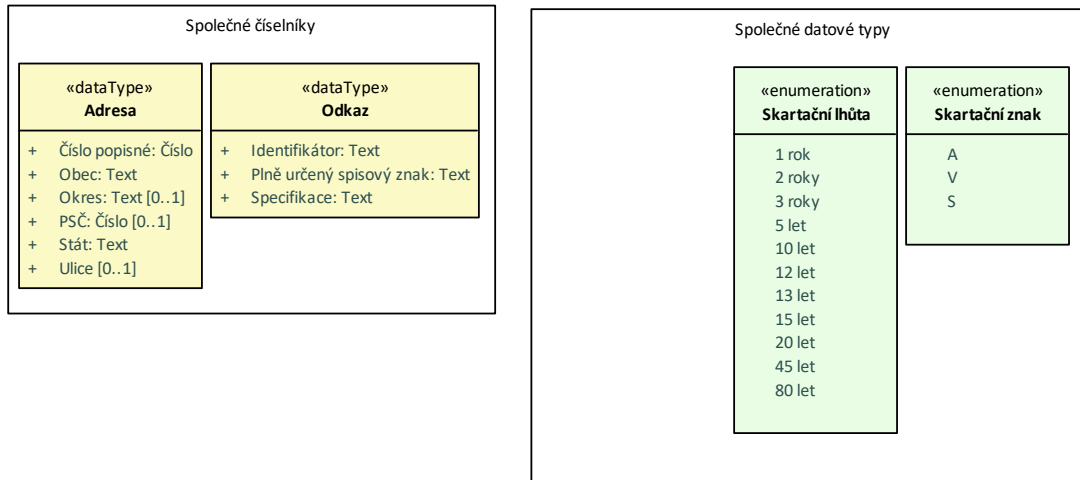 Společné číselníky
«dataType»
Adresa
+ Číslo popisné: Číslo
+ Obec: Text
+ Okres: Text [0..1]
+ PSČ: Číslo [0..1]
+ Stát: Text
+ Ulice [0..1]
«dataType»
Odkaz
+ Identifikátor: Text
+ Plně určený spisový znak: Text
+ Specifikace: Text
Společné datové typy
«enumeration»
Skartační lhůta
1 rok
2 roky
3 roky
5 let
10 let
12 let
13 let
15 let
20 let
45 let
80 let
«enumeration»
Skartační znak
A
V
S